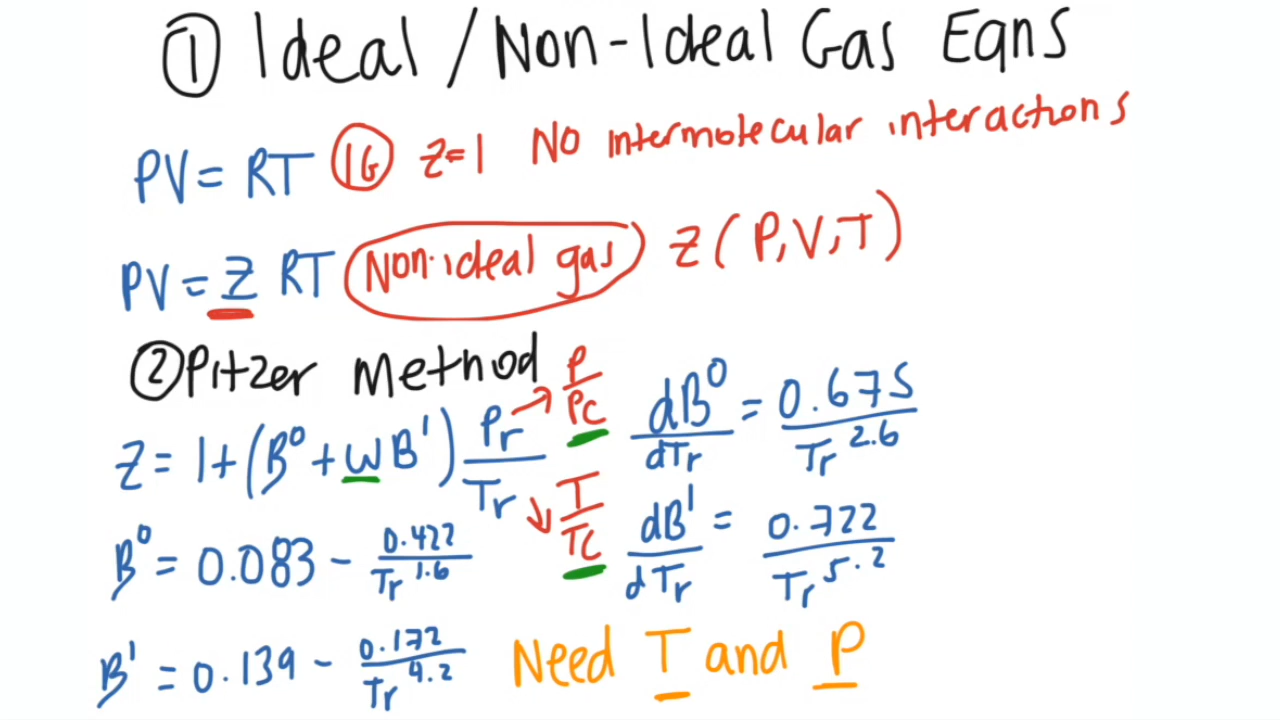 ① Ideal / Non-Ideal Gas Eqns
PV = RT IG Z=1 No intermolecular interactions
PV = Z RT Non-ideal gas Z(P,V,T)
② Pitzer Method
Z = 1+(B⁰+ωB¹) Pr/Tr
P/Pc
T/Tc
dB⁰/dTr = 0.675/Tr^2.6
B⁰ = 0.083 - 0.422/Tr^1.6
dB¹/dTr = 0.722/Tr^5.2
B¹ = 0.139 - 0.172/Tr^4.2
Need T and P